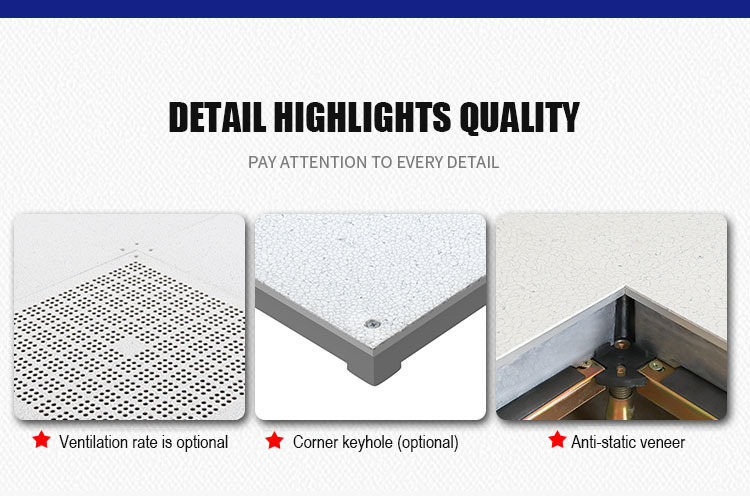 DETAIL HIGHLIGHTS QUALITY
PAY ATTENTION TO EVERY DETAIL
Ventilation rate is optional
Corner keyhole (optional)
Anti-static veneer